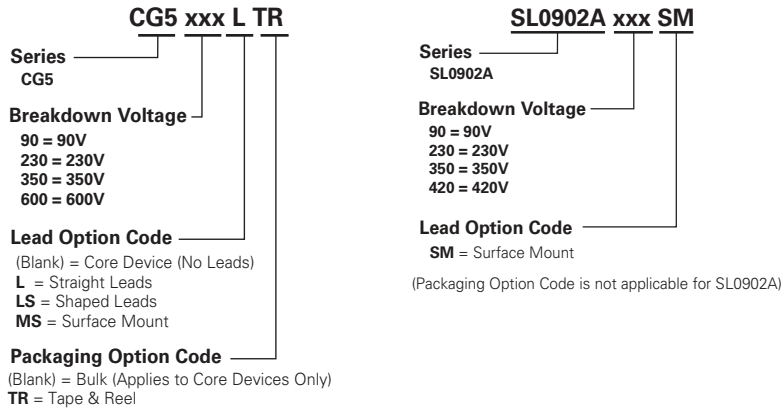 CG5 xxx L TR
Series
CG5
Breakdown Voltage
90 = 90V
230 = 230V
350 = 350V
600 = 600V
Lead Option Code
(Blank) = Core Device (No Leads)
L = Straight Leads
LS = Shaped Leads
MS = Surface Mount
Packaging Option Code
(Blank) = Bulk (Applies to Core Devices Only)
TR = Tape & Reel
SL0902A xxx SM
Series
SL0902A
Breakdown Voltage
90 = 90V
230 = 230V
350 = 350V
420 = 420V
Lead Option Code
SM = Surface Mount
(Packaging Option Code is not applicable for SL0902A)